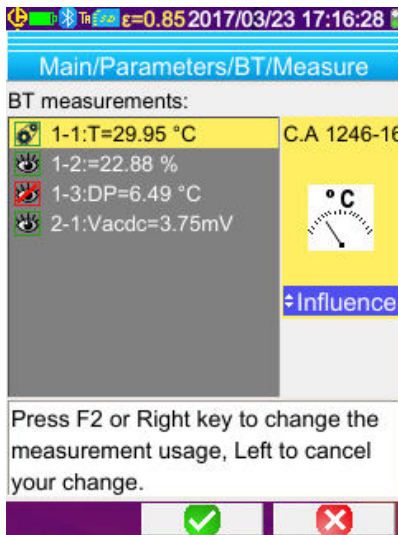 ε=0.85 2017/03/23 17:16:28
Main/Parameters/BT/Measure
BT measurements:
1-1:T=29.95 °C
C.A 1246-16
1-2:=22.88 %
1-3:DP=6.49 °C
° C
2-1:Vacdc=3.75mV
Influence
Press F2 or Right key to change the
measurement usage, Left to cancel
your change.